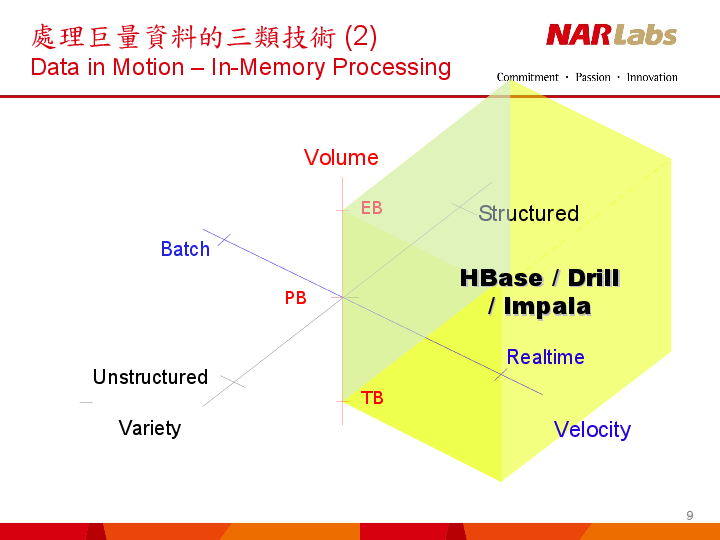 處理巨量資料的三類技術 (2)
NARLabs
Data in Motion – In-Memory Processing
Commitment · Passion · Innovation
Volume
EB
Structured
Batch
HBase / Drill
/ Impala
PB
Realtime
Unstructured
TB
Variety
Velocity
9